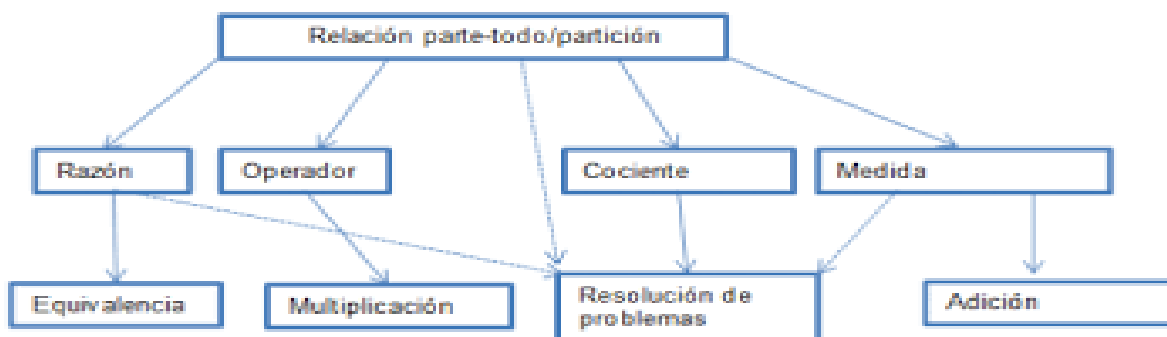 Relación parte-todo/partición
Razón
Operador
Cociente
Medida
Equivalencia
Multiplicación
Resolución de
problemas
Adición